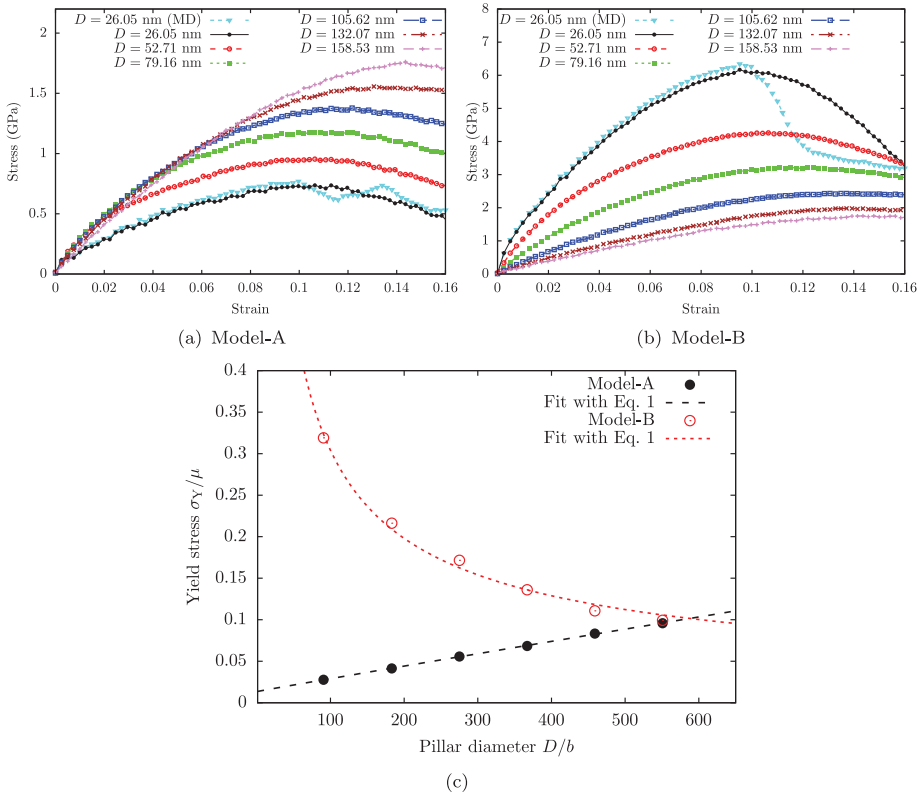 D = 26.05 nm (MD)
D = 26.05 nm
D = 52.71 nm
D = 79.16 nm
D = 105.62 nm
D = 132.07 nm
D = 158.53 nm
Stress (GPa)
2
1.5
1
0.5
0
0 0.02 0.04 0.06 0.08 0.1 0.12 0.14 0.16
Strain
(a) Model-A
D = 26.05 nm (MD)
D = 26.05 nm
D = 52.71 nm
D = 79.16 nm
D = 105.62 nm
D = 132.07 nm
D = 158.53 nm
Stress (GPa)
8
7
6
5
4
3
2
1
0
0 0.02 0.04 0.06 0.08 0.1 0.12 0.14 0.16
Strain
(b) Model-B
Model-A
Fit with Eq. 1
Model-B
Fit with Eq. 1
Yield stress σY/μ
0.4
0.35
0.3
0.25
0.2
0.15
0.1
0.05
0
100 200 300 400 500 600
Pillar diameter D/b
(c)